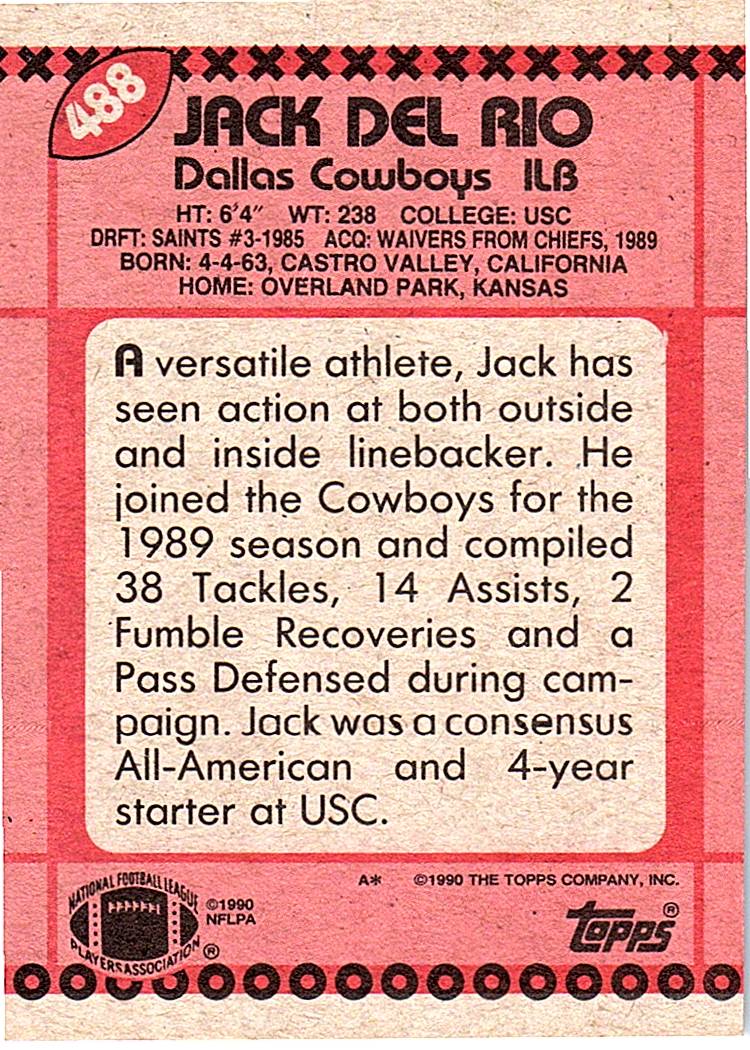 488
JACK DEL RIO
Dallas Cowboys ILB
HT: 6'4" WT: 238 COLLEGE: USC
DRFT: SAINTS #3-1985 ACQ: WAIVERS FROM CHIEFS, 1989
BORN: 4-4-63, CASTRO VALLEY, CALIFORNIA
HOME: OVERLAND PARK, KANSAS
A versatile athlete, Jack has
seen action at both outside
and inside linebacker. He
joined the Cowboys for the
1989 season and compiled
38 Tackles, 14 Assists, 2
Fumble Recoveries and a
Pass Defensed during cam-
paign. Jack was a consensus
All-American and 4-year
starter at USC.
A* ©1990 THE TOPPS COMPANY, INC.
NATIONAL FOOTBALL LEAGUE
PLAYERS ASSOCIATION ®
©1990
NFLPA
topps®